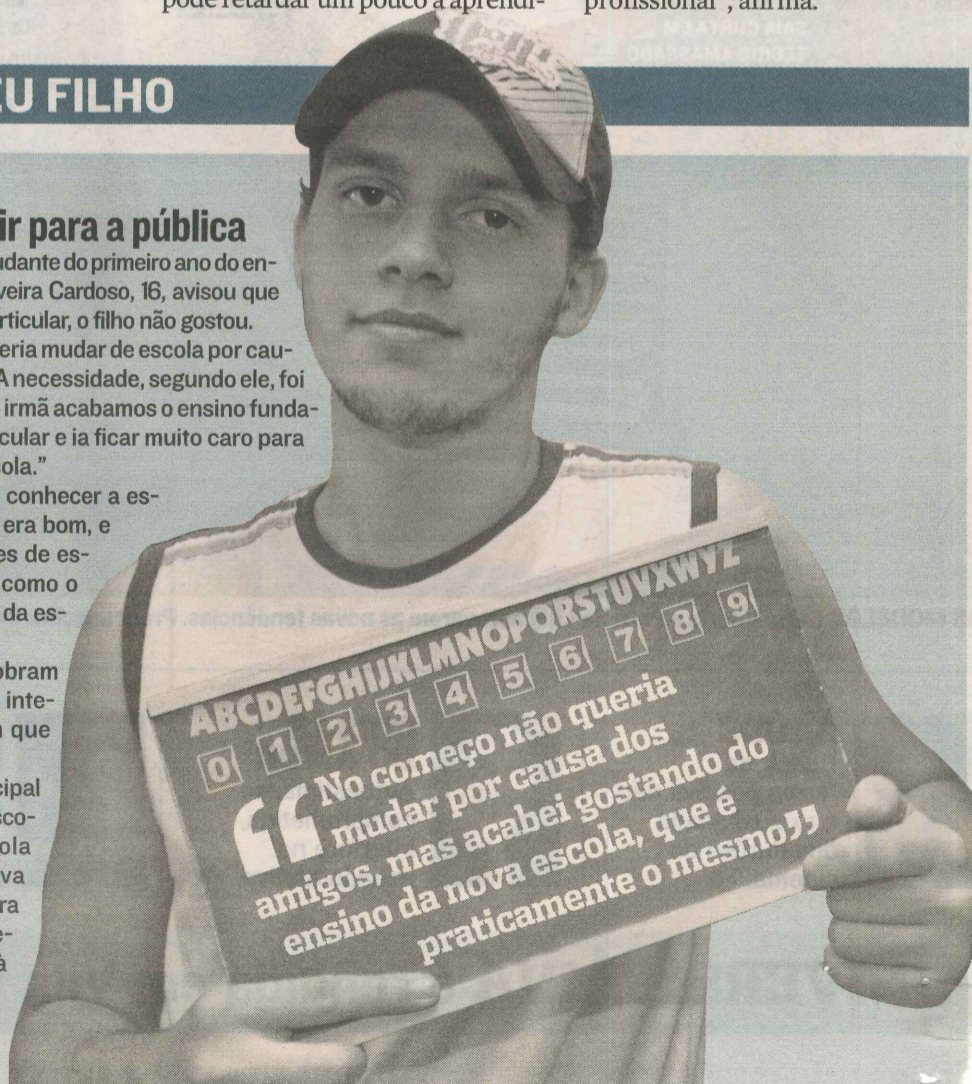 pode retardar um pouco a aprendi-
profissional”, afirma.
EU FILHO
ir para a pública
udante do primeiro ano do en-
veira Cardoso, 16, avisou que
rticular, o filho não gostou.
eria mudar de escola por cau-
A necessidade, segundo ele, foi
irmã acabamos o ensino funda-
cular e ia ficar muito caro para
ola.”
conhecer a es-
era bom, e
es de es-
como o
da es-
obram
inte-
que
cipal
sco-
ola
va
ra
e-
à
ABCDEFGHIJKLMNOPQRSTUVXWYZ
0 1 2 3 4 5 6 7 8 9
“No começo não queria
mudar por causa dos
amigos, mas acabei gostando do
ensino da nova escola, que é
praticamente o mesmo”